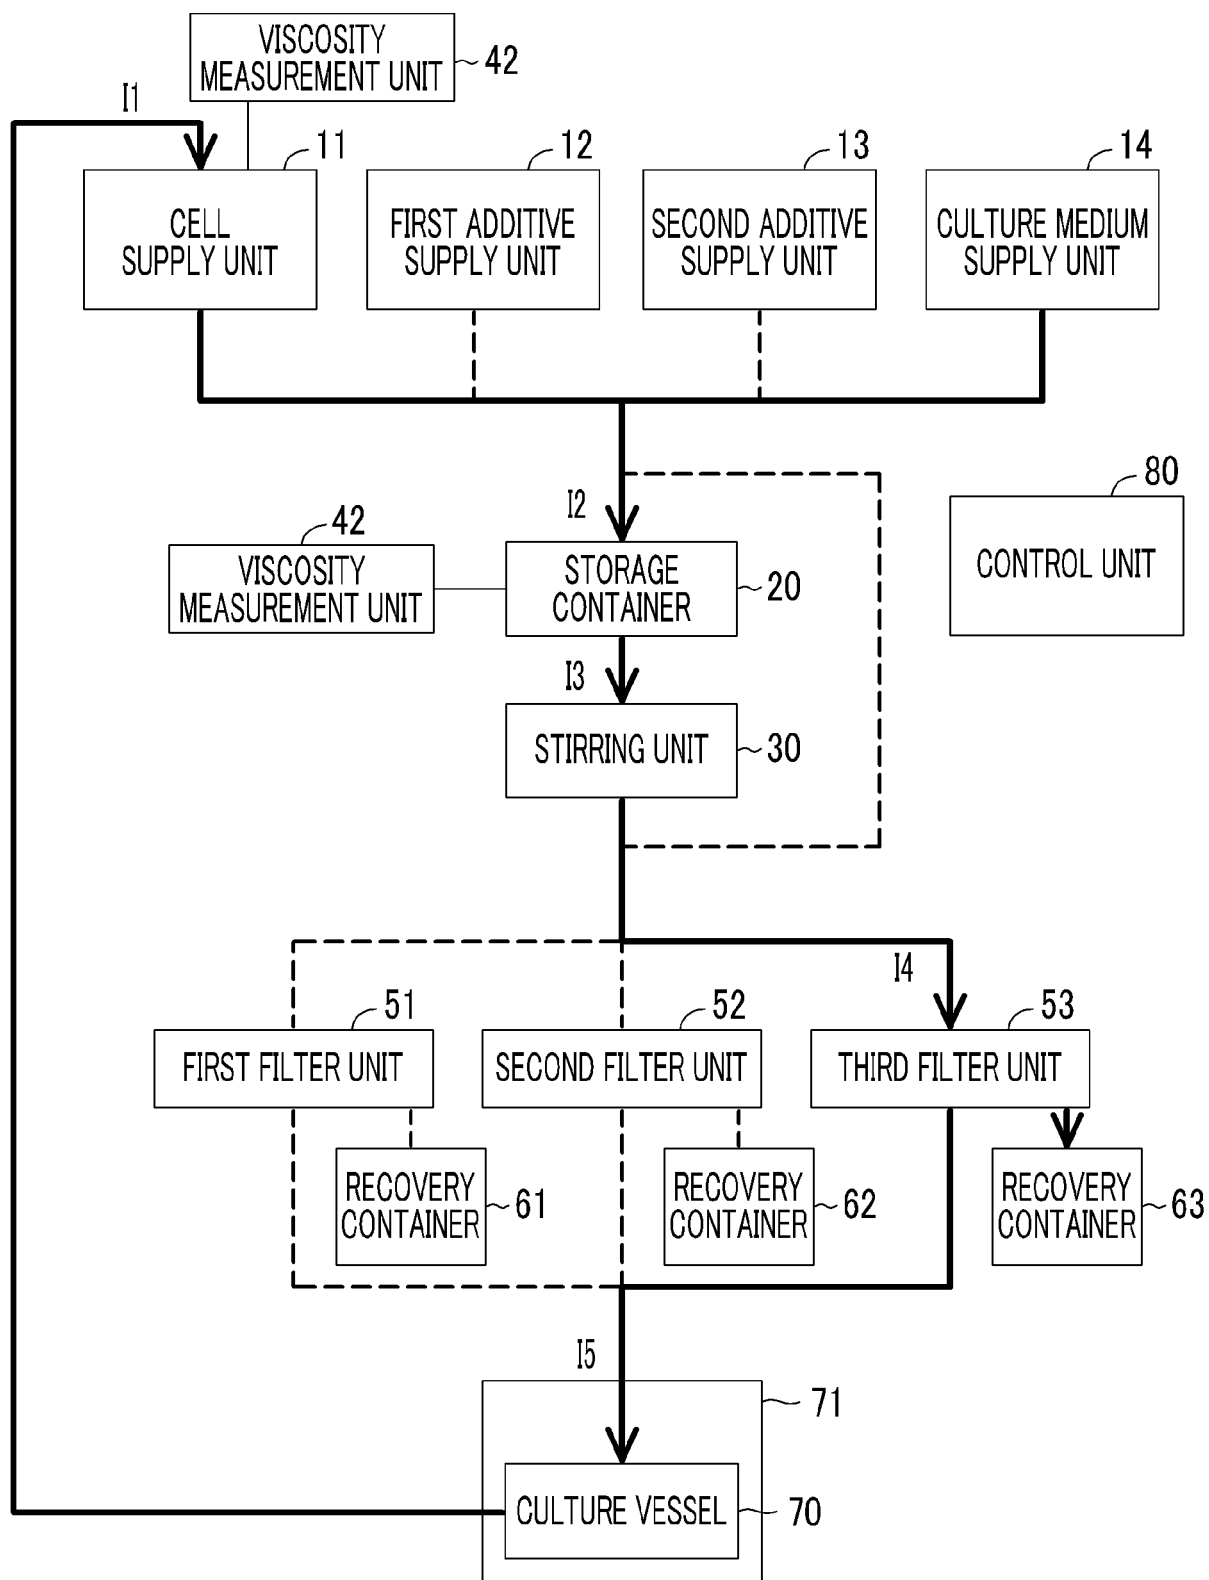 VISCOSITY
MEASUREMENT UNIT
42
I1
11
12
13
14
CELL
SUPPLY UNIT
FIRST ADDITIVE
SUPPLY UNIT
SECOND ADDITIVE
SUPPLY UNIT
CULTURE MEDIUM
SUPPLY UNIT
I2
42
VISCOSITY
MEASUREMENT UNIT
STORAGE
CONTAINER
20
80
CONTROL UNIT
I3
STIRRING UNIT
30
I4
51
52
53
FIRST FILTER UNIT
SECOND FILTER UNIT
THIRD FILTER UNIT
RECOVERY
CONTAINER
61
RECOVERY
CONTAINER
62
RECOVERY
CONTAINER
63
I5
71
CULTURE VESSEL
70